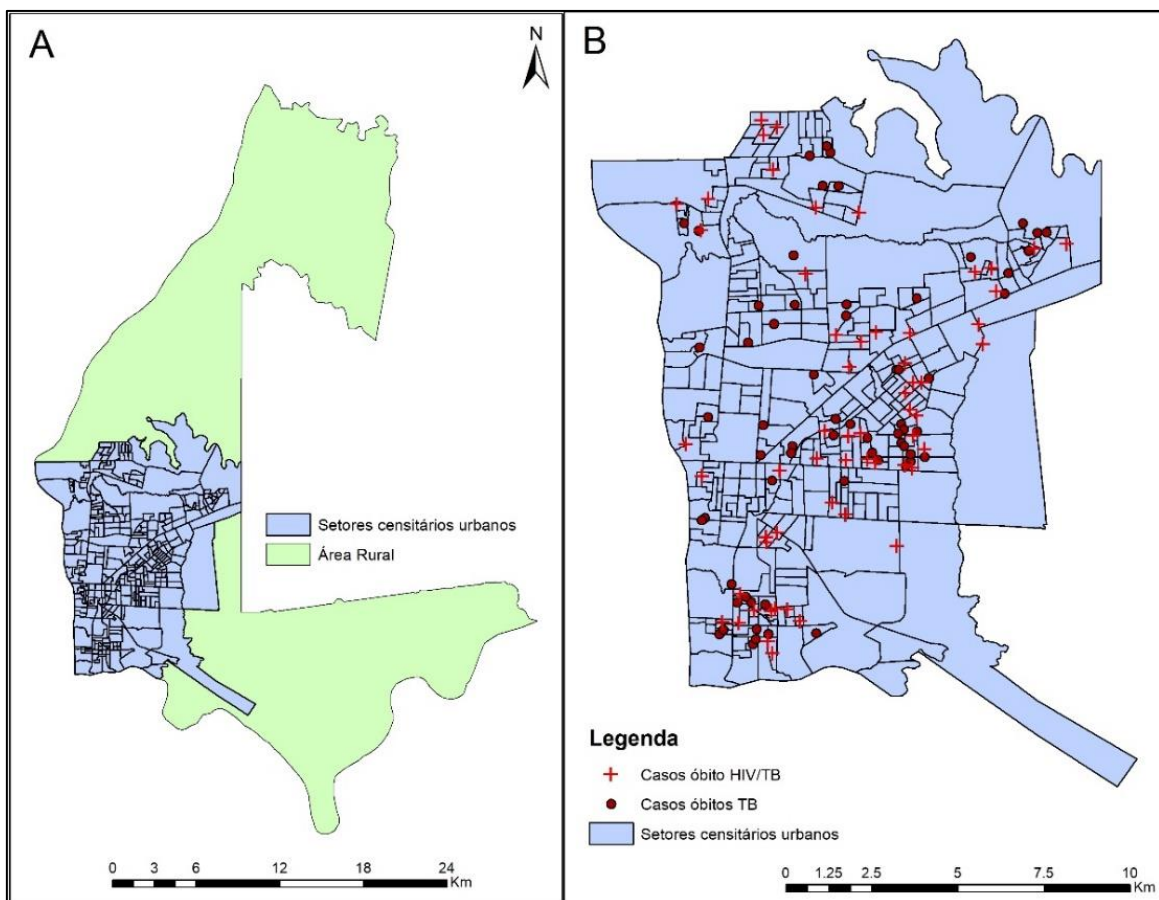 A
N
Setores censitários urbanos
Área Rural
0 3 6 12 18 24
Km
B
Legenda
Casos óbito HIV/TB
Casos óbitos TB
Setores censitários urbanos
0 1.25 2.5 5 7.5 10
Km